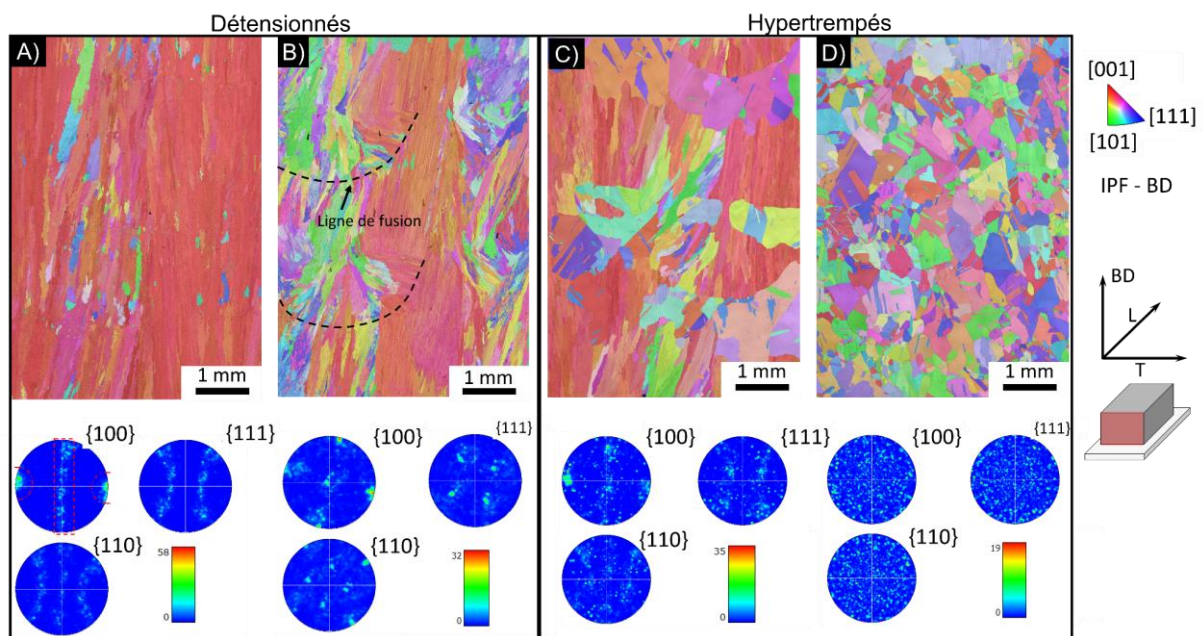 Détensionnés
Hypertrempés
A)
B)
C)
D)
Ligne de fusion
1 mm
1 mm
1 mm
1 mm
[001]
[111]
[101]
IPF - BD
BD
L
T
{100}
{111}
{110}
58
0
{100}
{111}
{110}
32
0
{100}
{111}
{110}
35
0
{100}
{111}
{110}
19
0